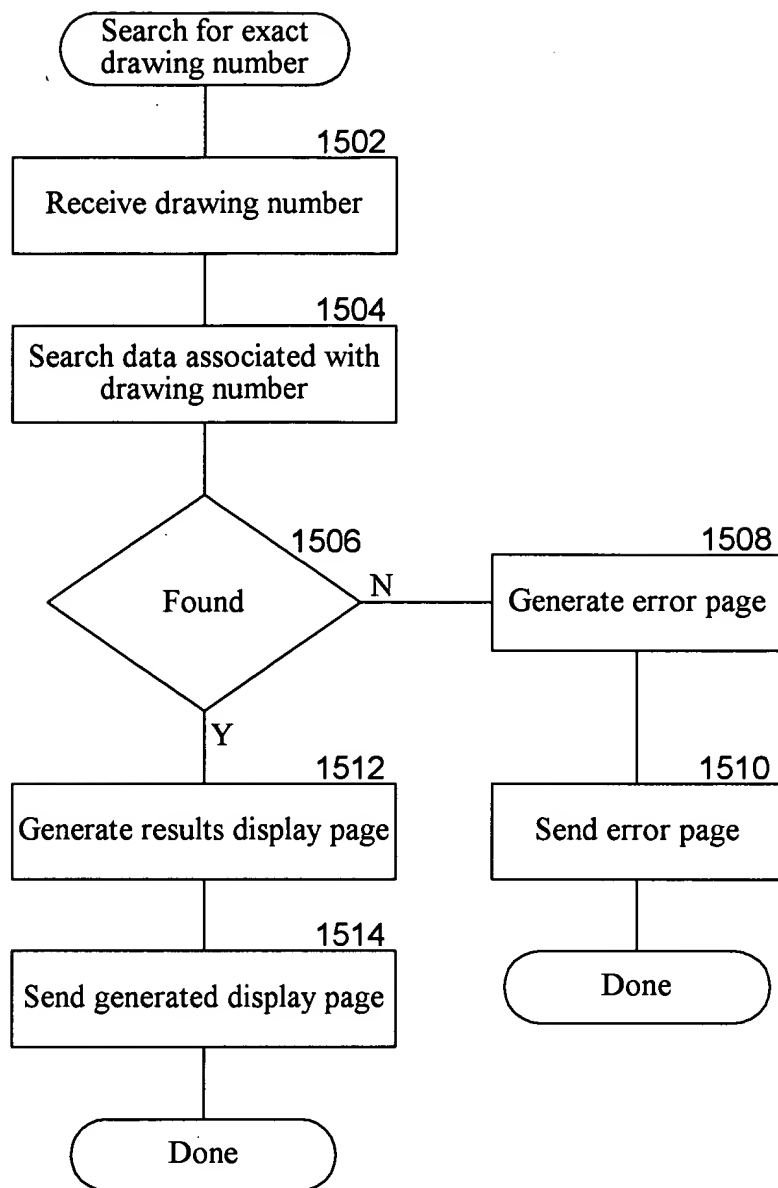 Search for exact
drawing number
1502
Receive drawing number
1504
Search data associated with
drawing number
1506
Found
N
Y
1508
Generate error page
1510
Send error page
Done
1512
Generate results display page
1514
Send generated display page
Done